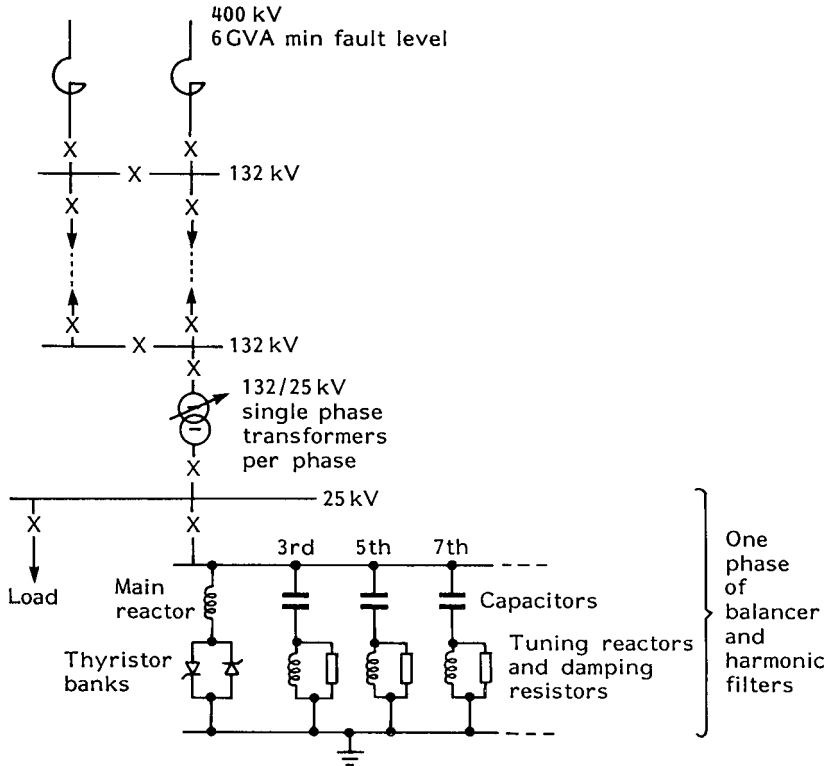 400 kV
6GVA min fault level
X
X
X
X
132 kV
X
X
X
X
X
132 kV
X
132/25 kV
single phase
transformers
per phase
X
25 kV
X
X
3rd
5th
7th
One
phase
of
balancer
and
harmonic
filters
Load
Main
reactor
Capacitors
Thyristor
banks
Tuning reactors
and damping
resistors